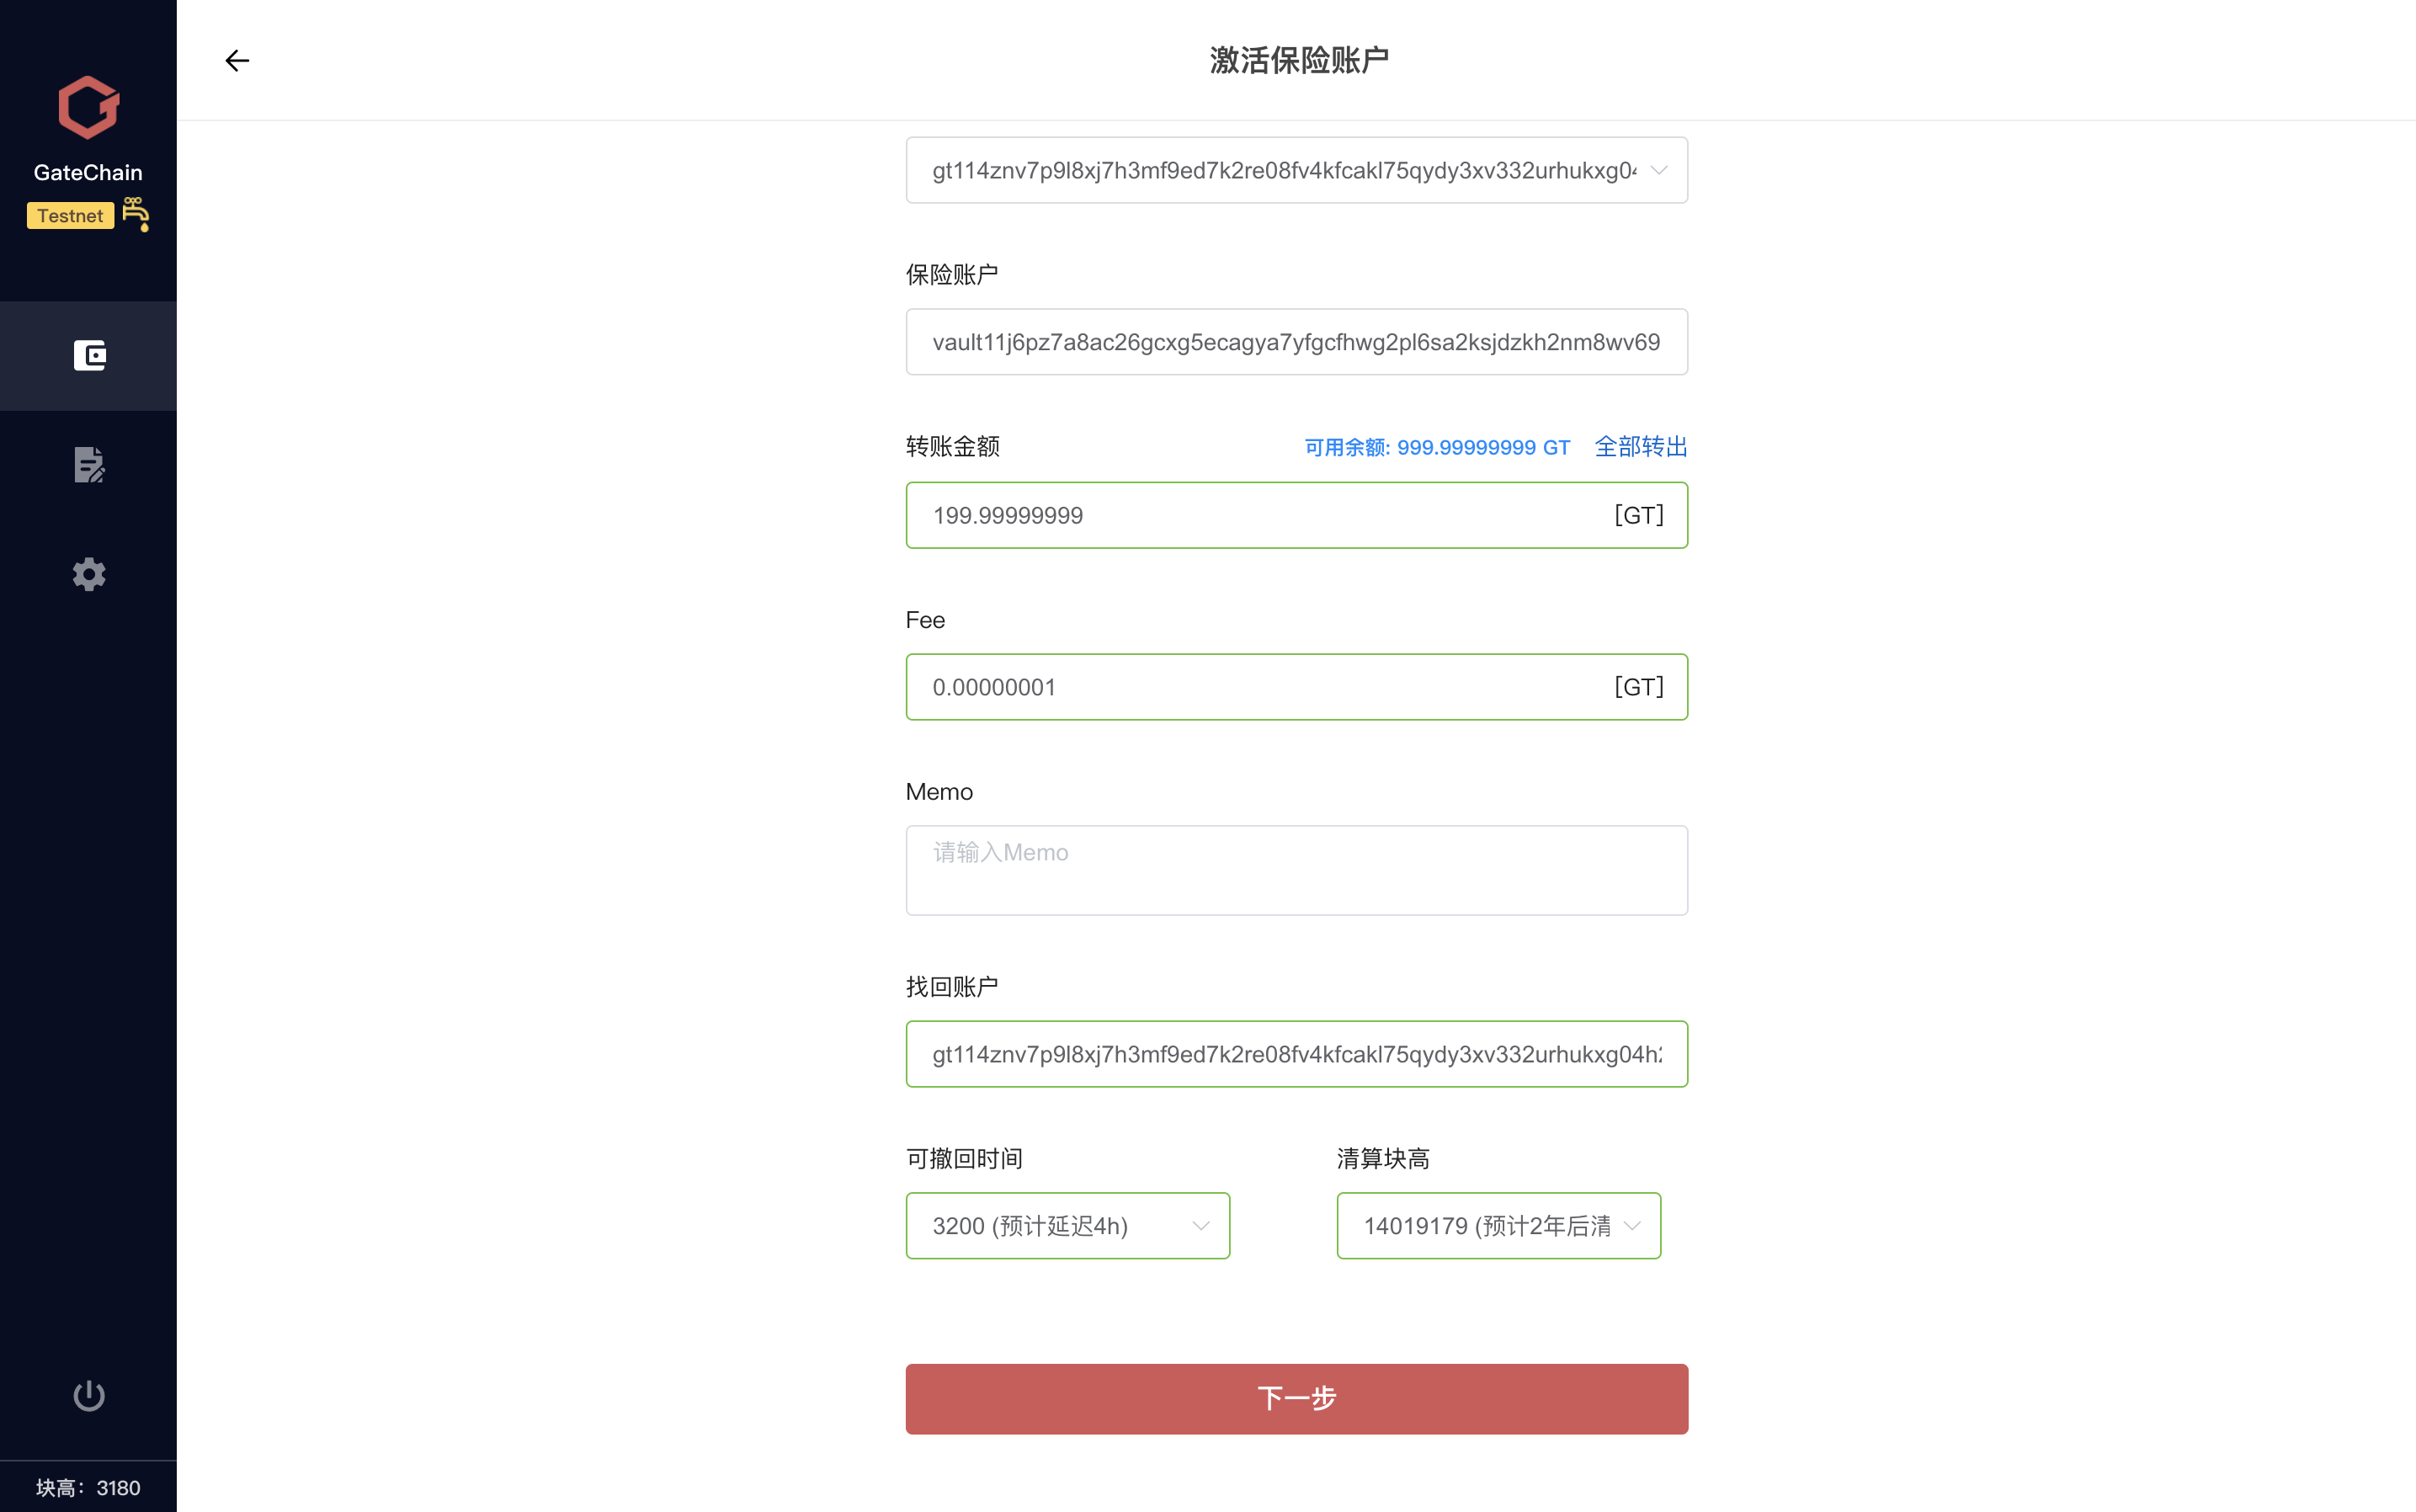 激活保险账户
GateChain
Testnet
gt114znv7p9l8xj7h3mf9ed7k2re08fv4kfcakl75qydy3xv332urhukxg04
保险账户
vault11j6pz7a8ac26gcxg5ecagya7yfgcfhwg2pl6sa2ksjdzkh2nm8wv69
转账金额 可用余额: 999.99999999 GT 全部转出
199.99999999 [GT]
Fee
0.00000001 [GT]
Memo
请输入Memo
找回账户
gt114znv7p9l8xj7h3mf9ed7k2re08fv4kfcakl75qydy3xv332urhukxg04h
可撤回时间 清算块高
3200 (预计延迟4h) 14019179 (预计2年后清
下一步
块高：3180